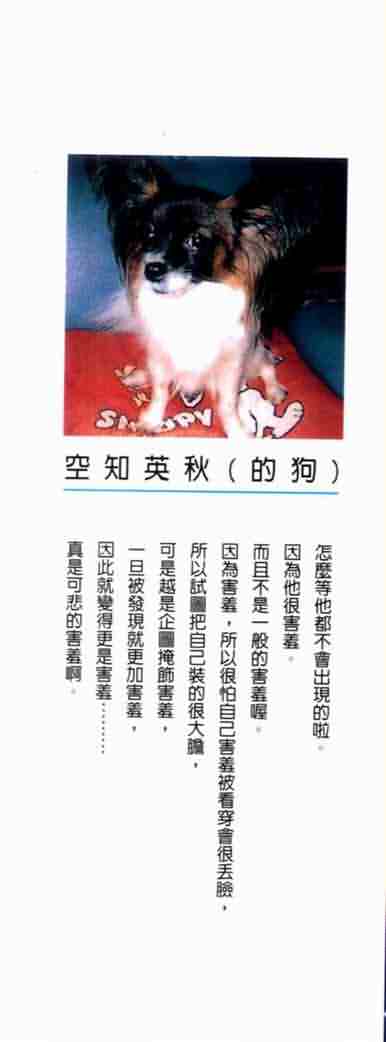 SNOOPY
空知英秋(的狗)
怎麼等他都不會出現的啦。
因為他很害羞。
而且不是一般的害羞喔。
因為害羞，所以很怕自己害羞被看穿會很丟臉，
所以試圖把自己裝的很大膽，
可是越是企圖掩飾害羞，
一旦被發現就更加害羞，
因此就變得更是害羞…………
真是可悲的害羞啊。